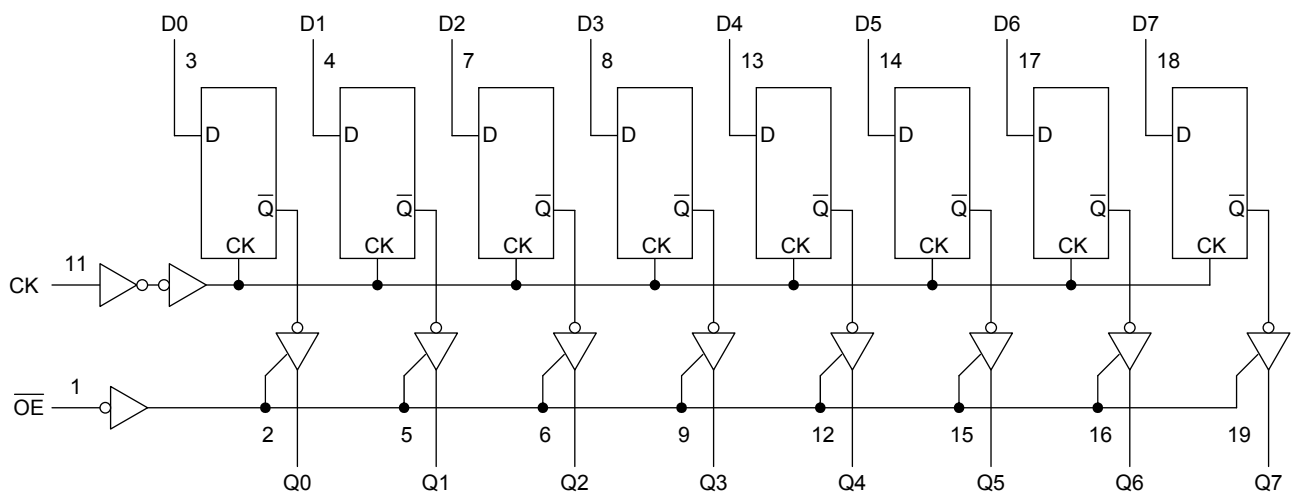 D0 D1 D2 D3 D4 D5 D6 D7
3 4 7 8 13 14 17 18
D D D D D D D D
Q̅ Q̅ Q̅ Q̅ Q̅ Q̅ Q̅ Q̅
CK CK CK CK CK CK CK CK
11
CK
1
O̅E̅
2 5 6 9 12 15 16 19
Q0 Q1 Q2 Q3 Q4 Q5 Q6 Q7